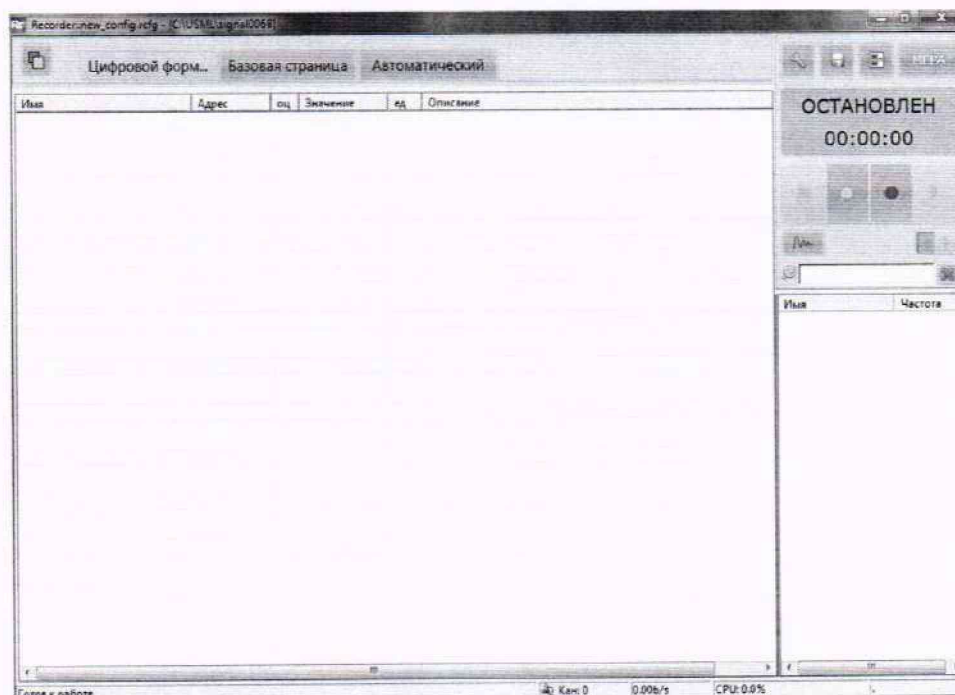 Recorder:new_config.rcfg - [C:\USML\signal0068]
Цифровой форм... Базовая страница Автоматический
ОСТАНОВЛЕН
00:00:00
Имя Адрес оц Значение ед Описание
Имя Частота
Готов к работе Кан: 0 0.00b/s CPU: 0.0%